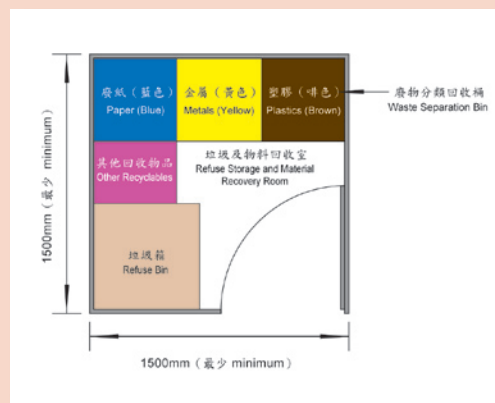 廢紙（藍色）
Paper (Blue)
金屬（黃色）
Metals (Yellow)
塑膠（啡色）
Plastics (Brown)
廢物分類回收桶
Waste Separation Bin
其他回收物品
Other Recyclables
垃圾及物料回收室
Refuse Storage and Material
Recovery Room
垃圾箱
Refuse Bin
1500mm（最少 minimum）
1500mm（最少 minimum）